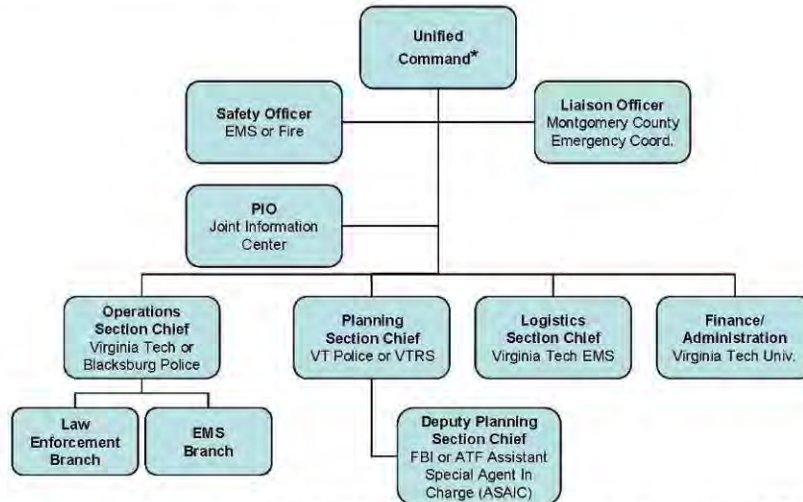 Unified
Command*
Safety Officer
EMS or Fire
Liaison Officer
Montgomery County
Emergency Coord.
PIO
Joint Information
Center
Operations
Section Chief
Virginia Tech or
Blacksburg Police
Planning
Section Chief
VT Police or VTRS
Logistics
Section Chief
Virginia Tech EMS
Finance/
Administration
Virginia Tech Univ.
Law
Enforcement
Branch
EMS
Branch
Deputy Planning
Section Chief
FBI or ATF Assistant
Special Agent In
Charge (ASAIC)